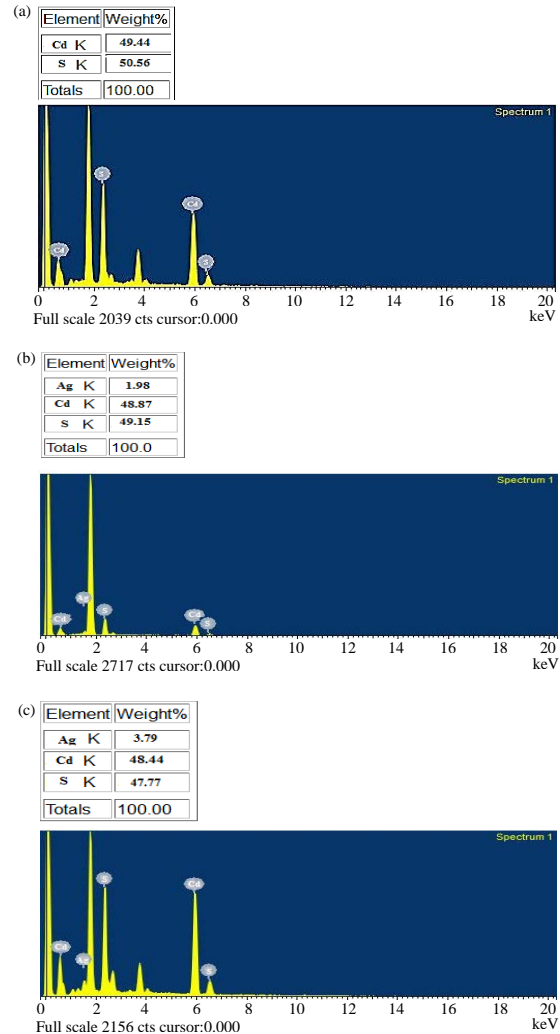 (a)
Element Weight%
Cd K 49.44
S K 50.56
Totals 100.00
Spectrum 1
S
Cd
Cd
S
0 2 4 6 8 10 12 14 16 18 20
Full scale 2039 cts cursor:0.000 keV
(b)
Element Weight%
Ag K 1.98
Cd K 48.87
S K 49.15
Totals 100.0
Spectrum 1
Ag
Cd
S
Cd
S
0 2 4 6 8 10 12 14 16 18 20
Full scale 2717 cts cursor:0.000 keV
(c)
Element Weight%
Ag K 3.79
Cd K 48.44
S K 47.77
Totals 100.00
Spectrum 1
S
Cd
Cd
Ag
S
0 2 4 6 8 10 12 14 16 18 20
Full scale 2156 cts cursor:0.000 keV